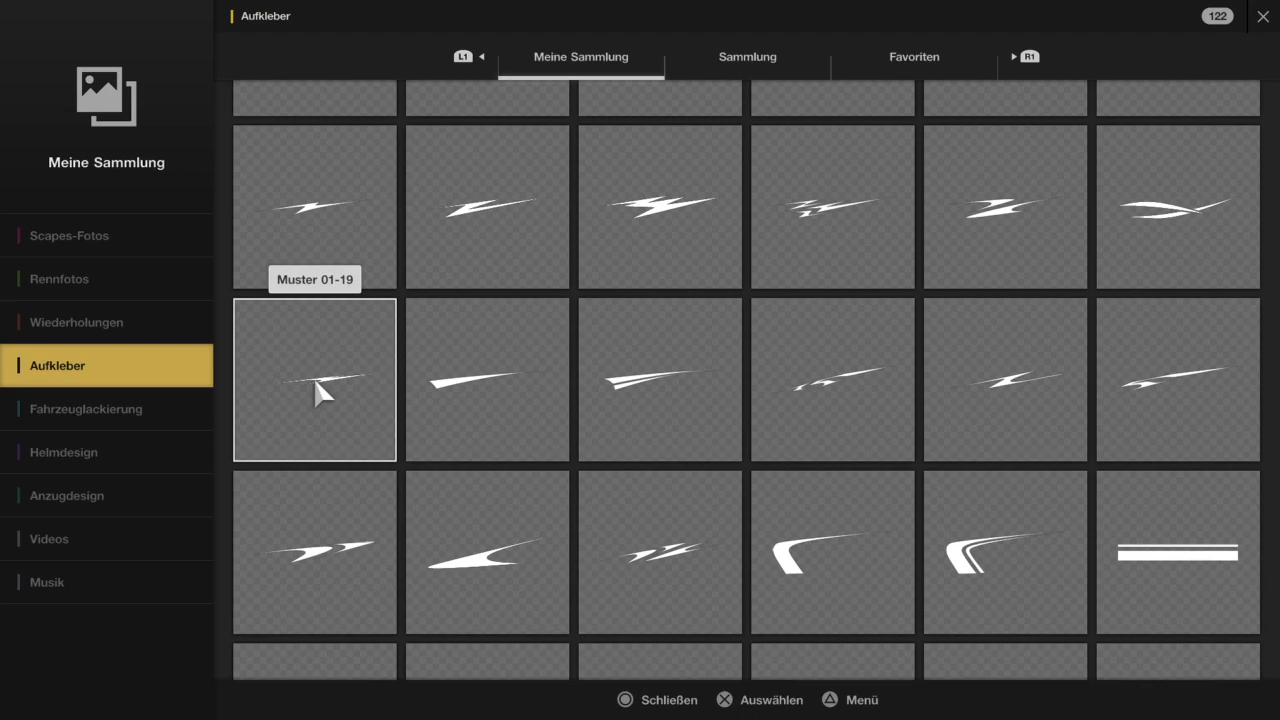 Aufkleber
122
L1
Meine Sammlung
Sammlung
Favoriten
R1
Meine Sammlung
Scapes-Fotos
Rennfotos
Wiederholungen
Aufkleber
Fahrzeuglackierung
Helmdesign
Anzugdesign
Videos
Musik
Muster 01-19
Schließen
Auswählen
Menü